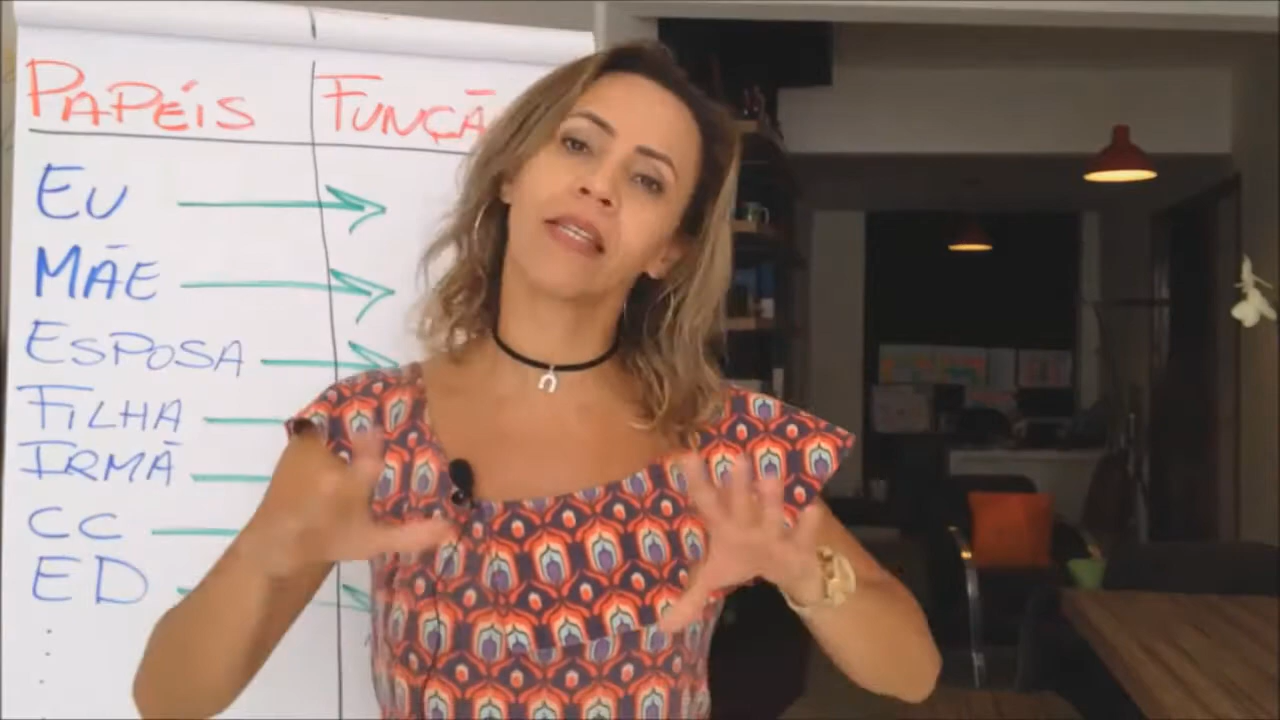 PAPÉIS FUNÇÃ
EU
MÃE
ESPOSA
FILHA
IRMÃ
CC
ED